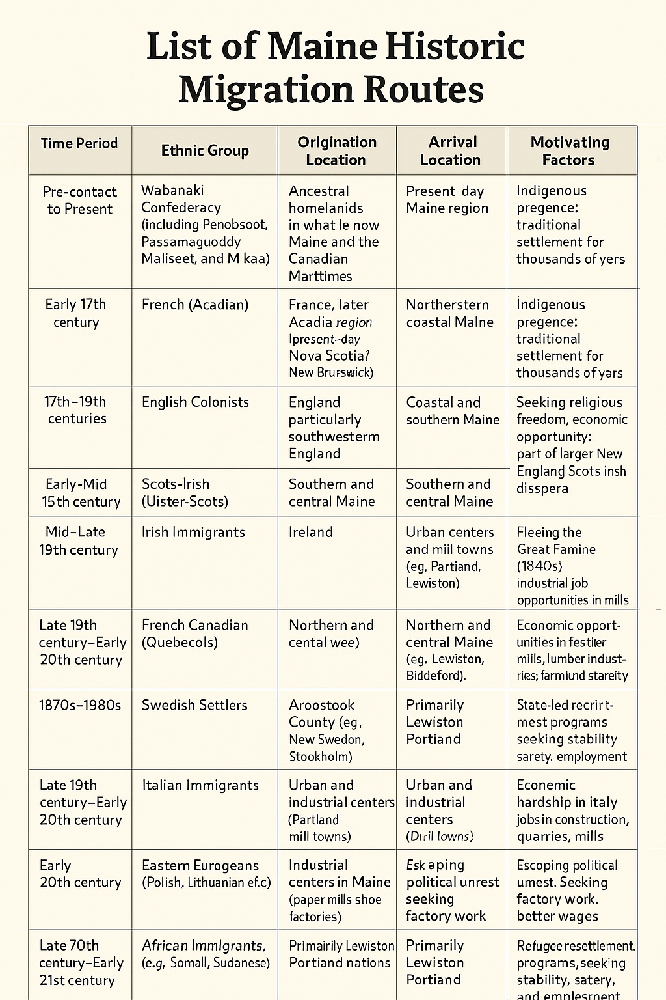 List of Maine Historic
Migration Routes
Time Period
Ethnic Group
Origination
Location
Arrival
Location
Motivating
Factors
Pre-contact
to Present
Wabanaki
Confederacy
(including Penobsoot,
Passamaguoddy
Maliseet, and M kaa)
Ancestral
homelanids
in what le now
Maine and the
Canadian
Marttimes
Present day
Maine region
Indigenous
pregence:
traditional
settlement for
thousands of yers
Early 17th
century
French (Acadian)
France, later
Acadia region
lpresent-day
Nova Scotia/
New Brurswick)
Northerstern
coastal Malne
Indigenous
pregence:
traditional
settlement for
thousands of yars
17th–19th
centuries
English Colonists
England
particularly
southwesterm
England
Coastal and
southern Maine
Seeking religious
freedom, economic
opportunity:
part of larger New
England Scots insh
disspera
Early-Mid
15th century
Scots-Irish
(Uister-Scots)
Southem and
central Maine
Southern and
central Maine
Mid–Late
19th century
Irish Immigrants
Ireland
Urban centers
and miil towns
(eg, Partiand,
Lewiston)
Fleeing the
Great Famine
(1840s)
industrial job
opportunities in mills
Late 19th
century–Early
20th century
French Canadian
(Quebecols)
Northern and
cental wee)
Northern and
central Maine
(eg. Lewiston,
Biddeford).
Economic opport-
unities in festiler
miils, lumber indust-
ries; farmiund stareity
1870s–1980s
Swedish Settlers
Aroostook
County (eg.
New Swedon,
Stookholm)
Primarily
Lewiston
Portiand
State-led recrirt-
mest programs
seeking stability.
sarety. employment
Late 19th
century–Early
20th century
Italian Immigrants
Urban and
industrial centers
(Partland
mill towns)
Urban and
industrial
centers
lowns)
Economic
hardship in italy
jobs in construction,
quarries, mills
Early
20th century
Eastern Eurogeans
(Polish. Lithuanian ef.c)
Industrial
centers in Maine
(paper mills shoe
factories)
Esk aping
political unrest
seeking
factory work
Escoping political
umest. Seeking
factory work.
better wages
Late 70th
century–Early
21st century
African Immlgrants,
(e.g, Somall, Sudanese)
Primairily Lewiston
Portiand nations
Primarily
Lewiston
Portiand
Refugee resettlement.
programs, seeking
stability, satery,
and emplesrnent